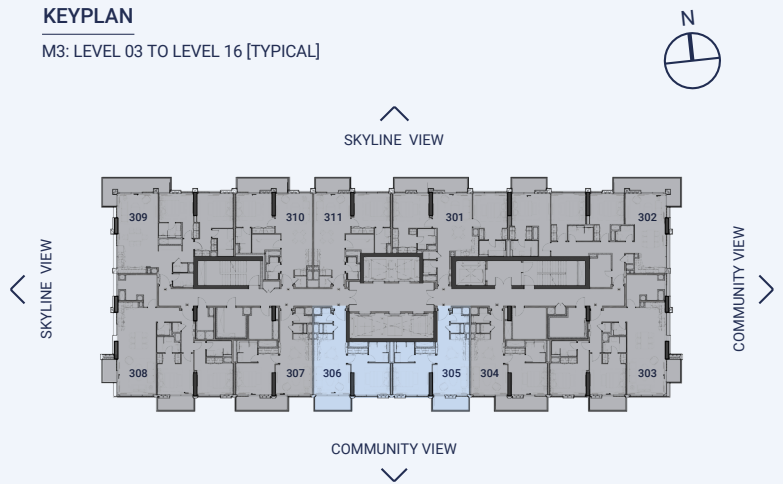 KEYPLAN
M3: LEVEL 03 TO LEVEL 16 [TYPICAL]
N
SKYLINE VIEW
309
310
311
301
302
SKYLINE VIEW
COMMUNITY VIEW
308
307
306
305
304
303
COMMUNITY VIEW